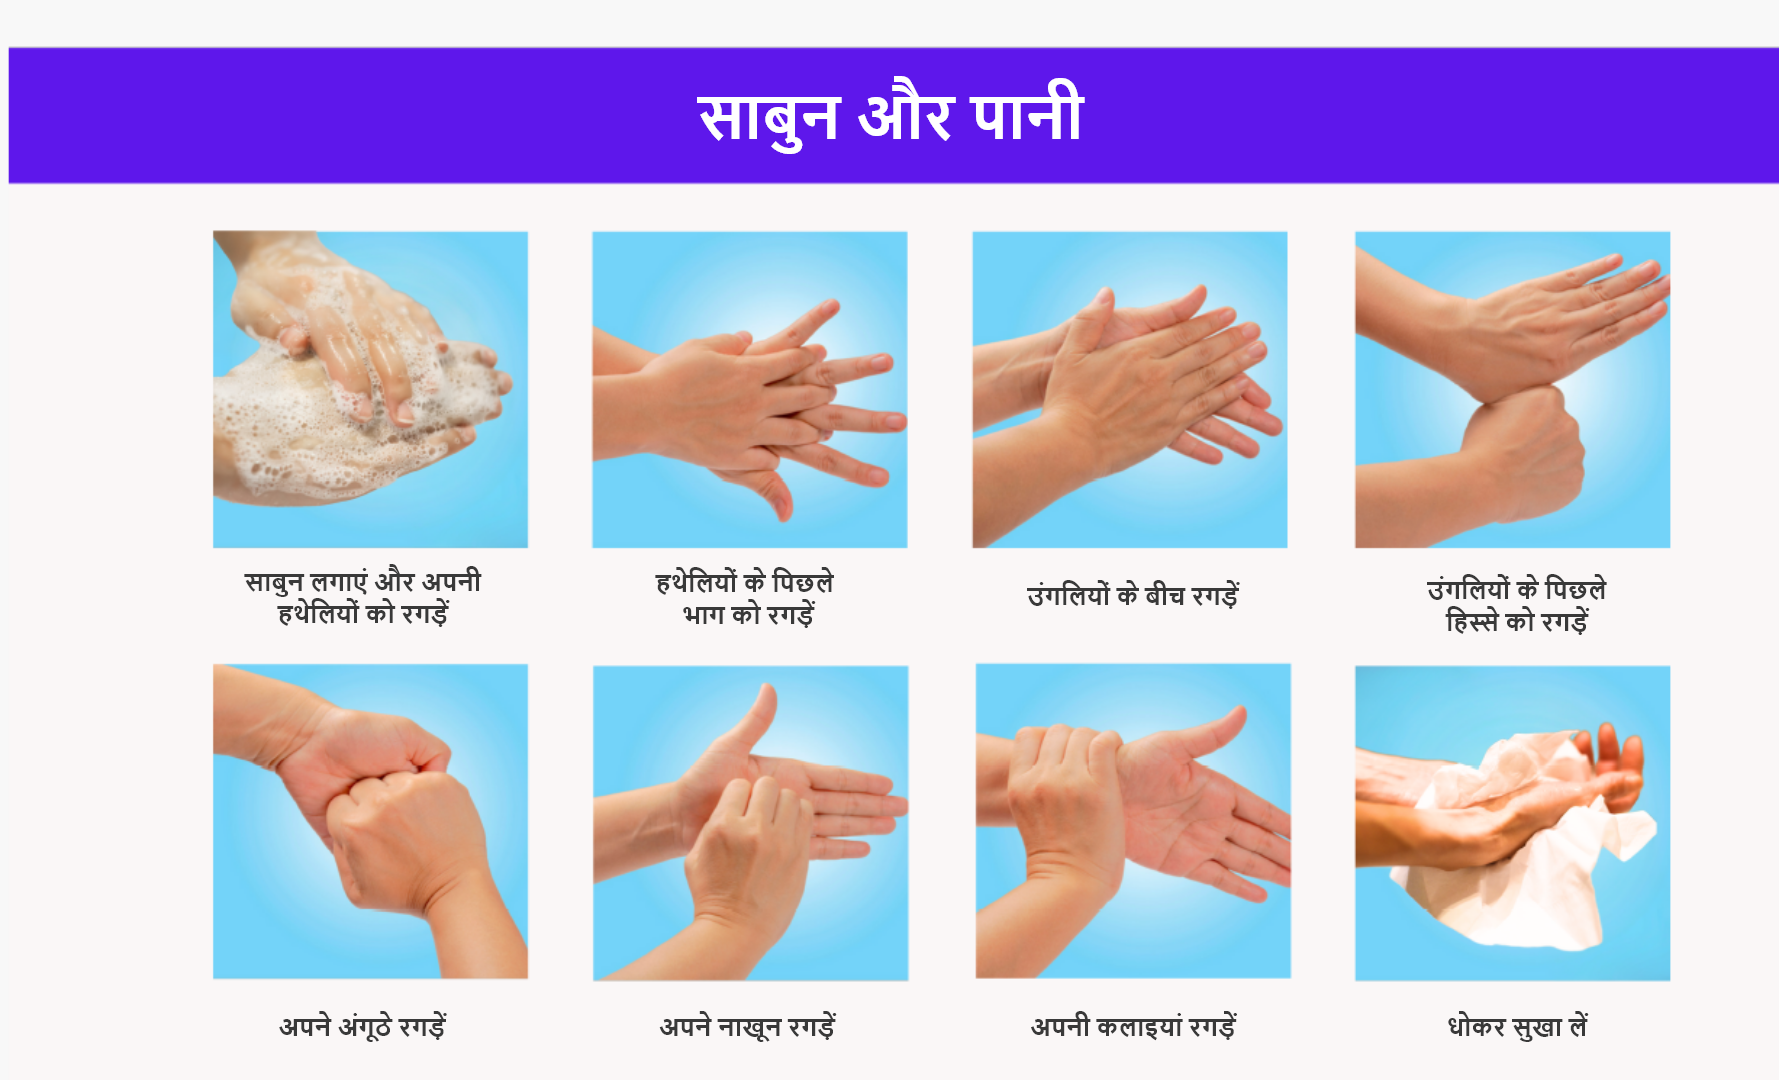 साबुन और पानी
साबुन लगाएं और अपनी
हथेलियों को रगड़ें
हथेलियों के पिछले
भाग को रगड़ें
उंगलियों के बीच रगड़ें
उंगलियों के पिछले
हिस्से को रगड़ें
अपने अंगूठे रगड़ें
अपने नाखून रगड़ें
अपनी कलाइयां रगड़ें
धोकर सुखा लें